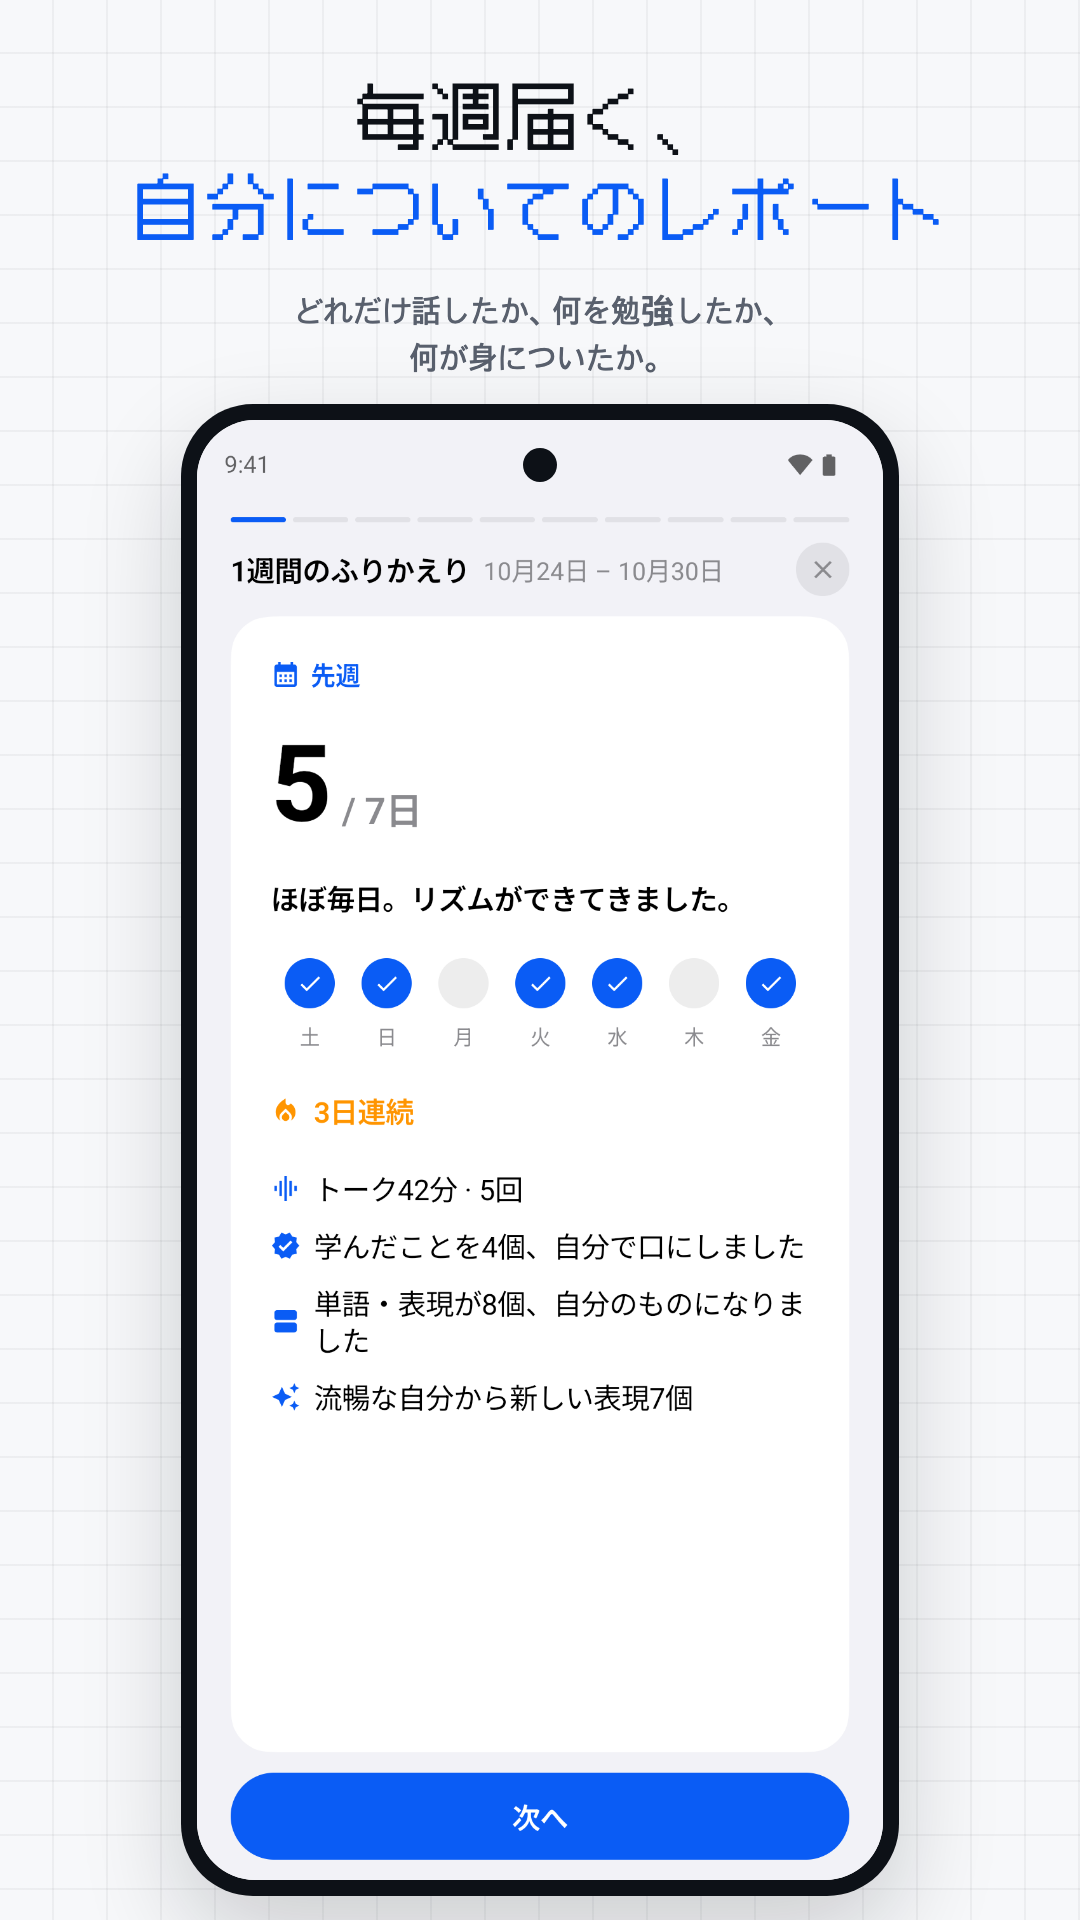 毎週届く、
自分についてのレポート
どれだけ話したか、何を勉強したか、
何が身についたか。
9:41
1週間のふりかえり 10月24日 – 10月30日
先週
5 / 7日
ほぼ毎日。リズムができてきました。
土 日 月 火 水 木 金
3日連続
トーク42分 · 5回
学んだことを4個、自分で口にしました
単語・表現が8個、自分のものになりま
した
流暢な自分から新しい表現7個
次へ